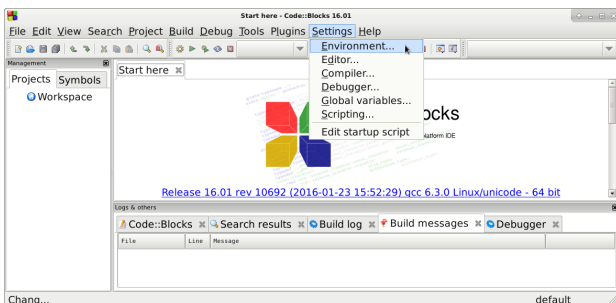 Start here - Code::Blocks 16.01
File Edit View Search Project Build Debug Tools Plugins Settings Help
Environment...
Editor...
Compiler...
Debugger...
Global variables...
Scripting...
Edit startup script
Management
Projects Symbols
Workspace
Start here
ocks
latform IDE
Release 16.01 rev 10692 (2016-01-23 15:52:29) gcc 6.3.0 Linux/unicode - 64 bit
Logs & others
Code::Blocks Search results Build log Build messages Debugger
File Line Message
Chang... default